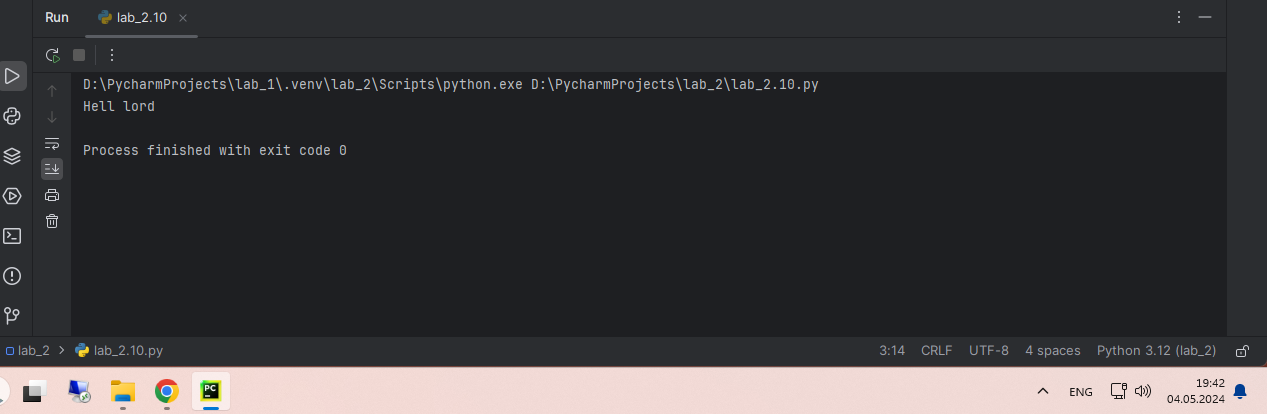 Run lab_2.10
D:\PycharmProjects\lab_1\.venv\lab_2\Scripts\python.exe D:\PycharmProjects\lab_2\lab_2.10.py
Hell lord
Process finished with exit code 0
lab_2 > lab_2.10.py 3:14 CRLF UTF-8 4 spaces Python 3.12 (lab_2)
PC ENG 19:42
04.05.2024